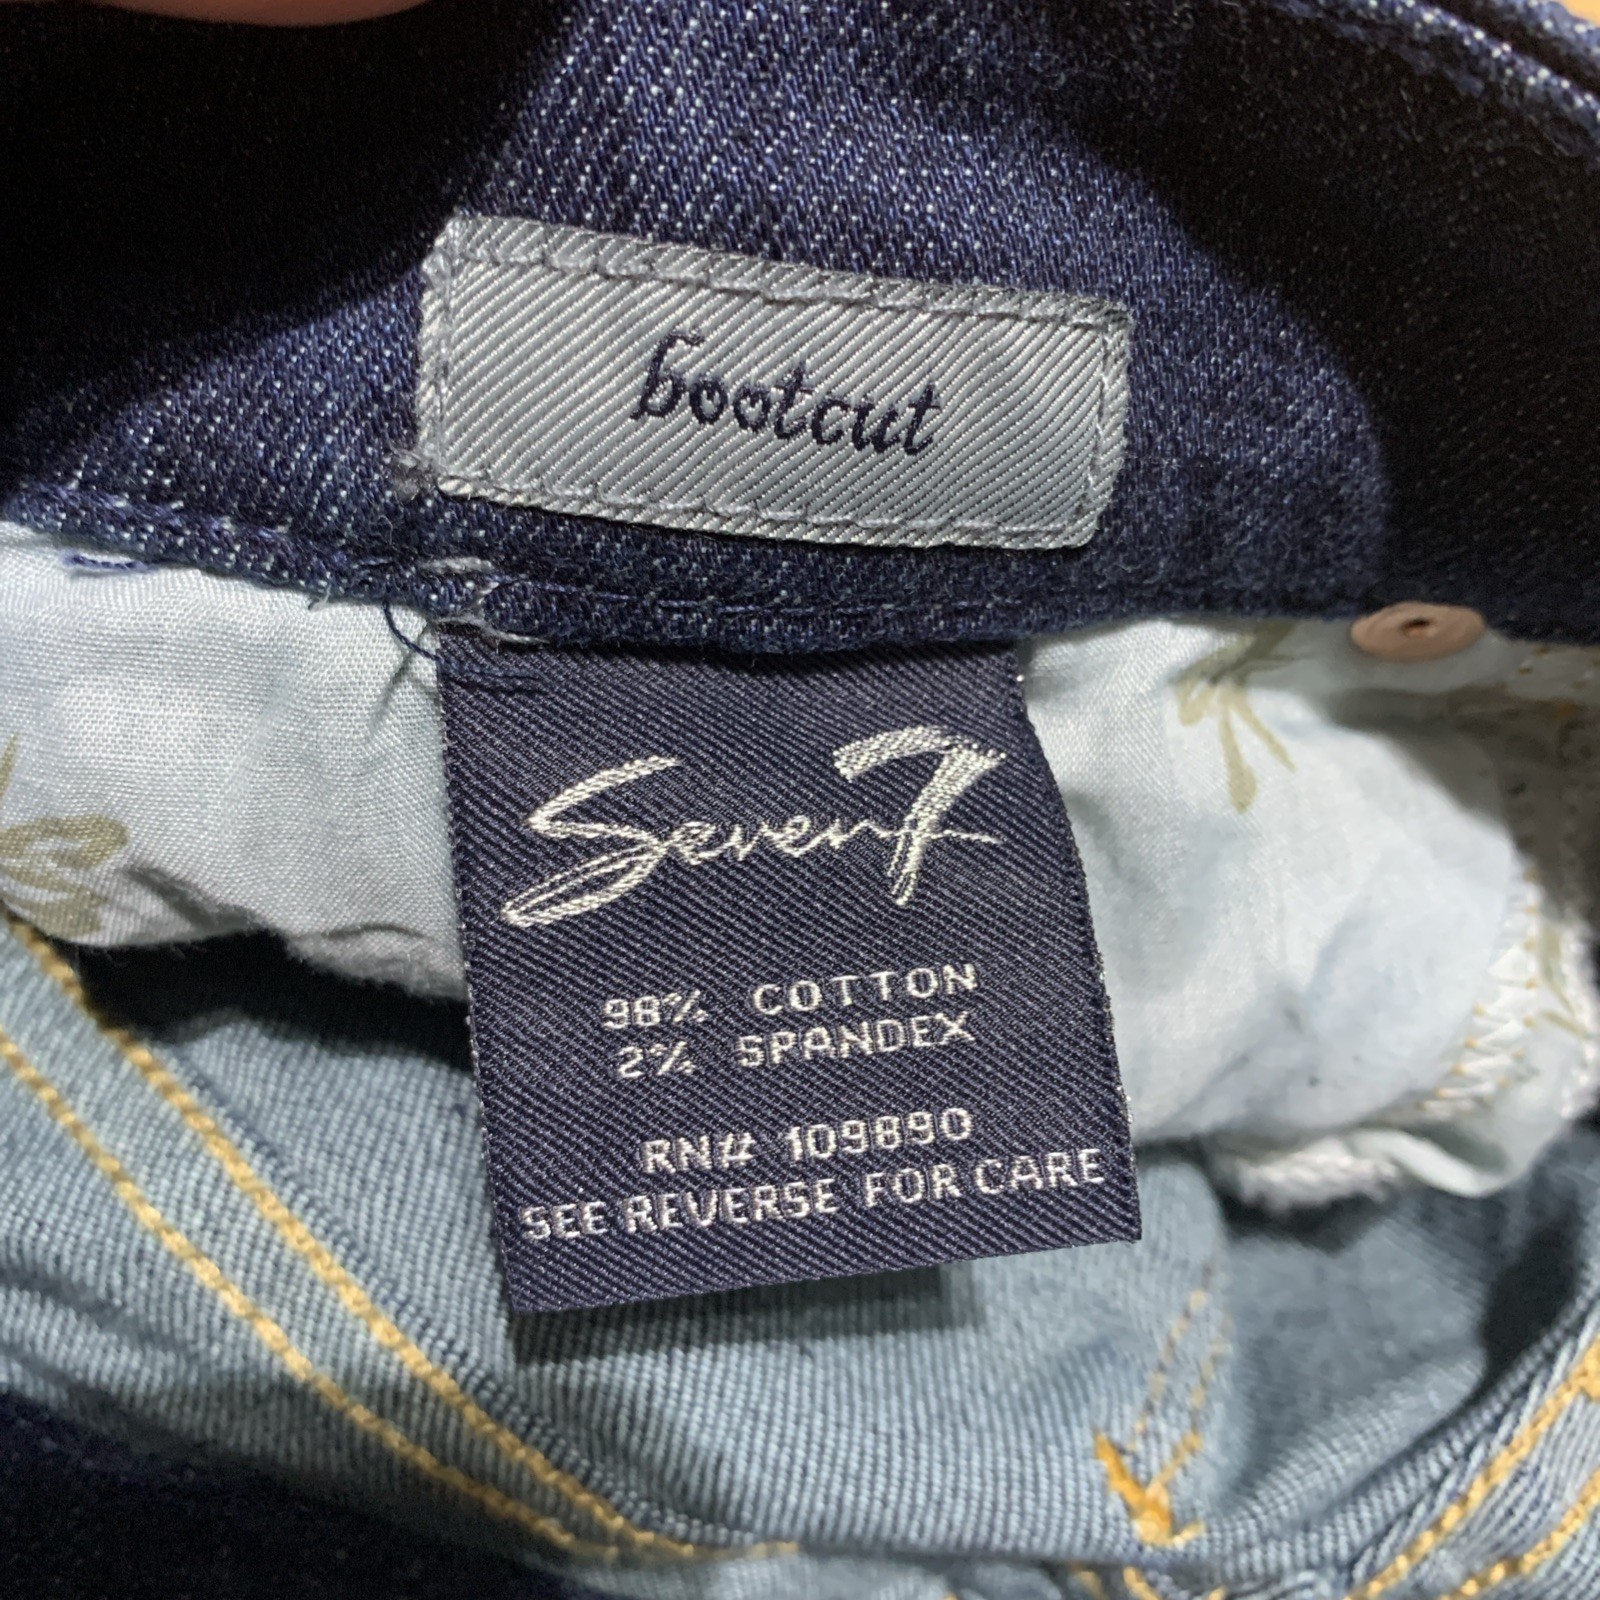 bootcut
Seven7
98% COTTON
2% SPANDEX
RN# 109890
SEE REVERSE FOR CARE